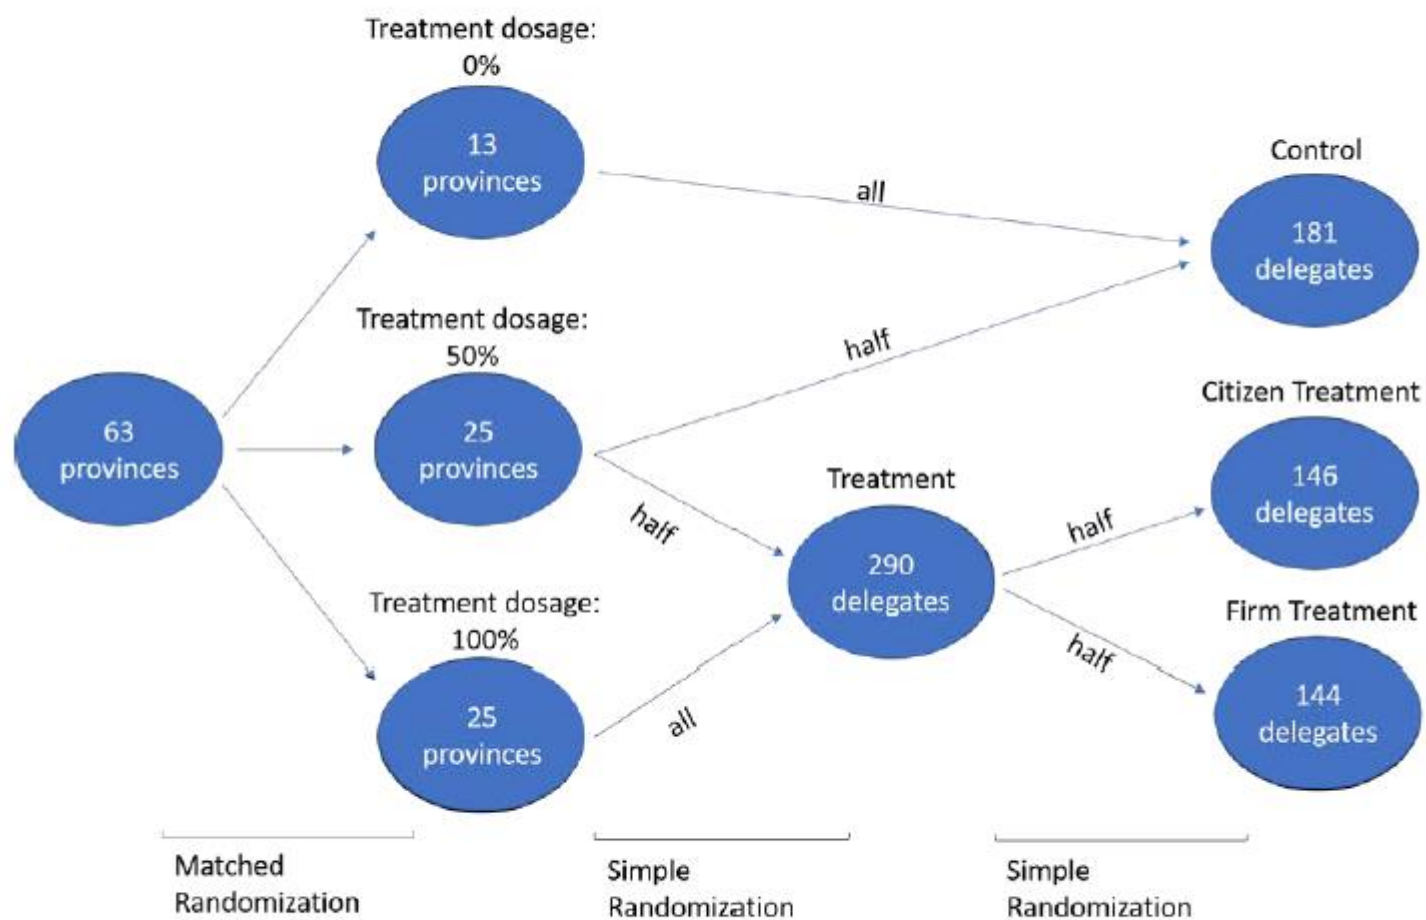 Treatment dosage:
0%
13
provinces
all
Control
181
delegates
Treatment dosage:
50%
63
provinces
25
provinces
half
half
Treatment
290
delegates
half
Citizen Treatment
146
delegates
Treatment dosage:
100%
25
provinces
all
half
Firm Treatment
144
delegates
Matched
Randomization
Simple
Randomization
Simple
Randomization